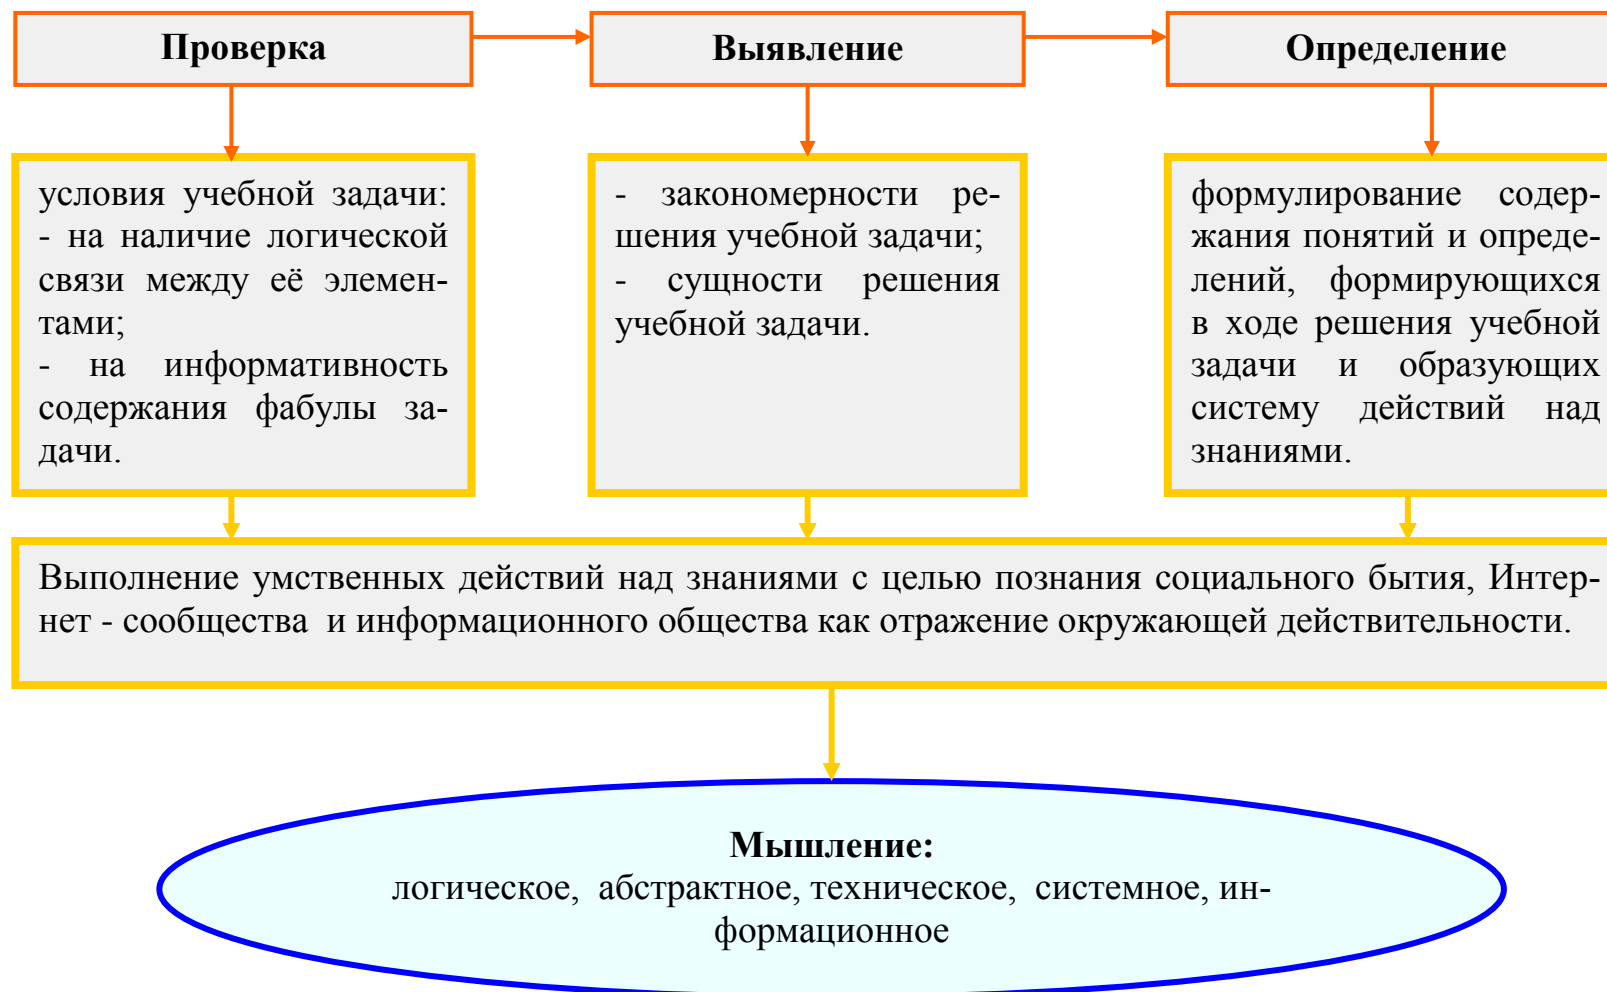 Проверка
Выявление
Определение
условия учебной задачи:
- на наличие логической
связи между её элемен-
тами;
- на информативность
содержания фабулы за-
дачи.
- закономерности ре-
шения учебной задачи;
- сущности решения
учебной задачи.
формулирование содер-
жания понятий и опреде-
лений, формирующихся
в ходе решения учебной
задачи и образующих
систему действий над
знаниями.
Выполнение умственных действий над знаниями с целью познания социального бытия, Интер-
нет - сообщества и информационного общества как отражение окружающей действительности.
Мышление:
логическое, абстрактное, техническое, системное, ин-
формационное